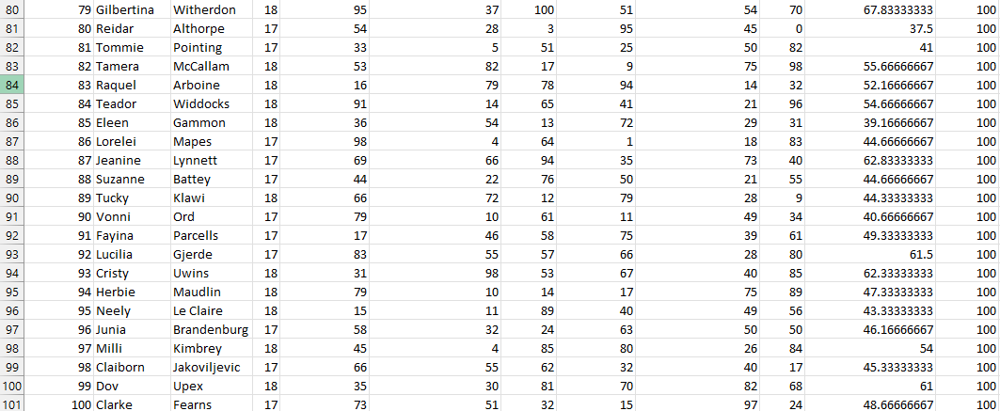 80 79 Gilbertina Witherdon 18 95 37 100 51 54 70 67.83333333 100
81 80 Reidar Althorpe 17 54 28 3 95 45 0 37.5 100
82 81 Tommie Pointing 17 33 5 51 25 50 82 41 100
83 82 Tamera McCallam 18 53 82 17 9 75 98 55.66666667 100
84 83 Raquel Arboine 18 16 79 78 94 14 32 52.16666667 100
85 84 Teador Widdocks 18 91 14 65 41 21 96 54.66666667 100
86 85 Eileen Gammon 18 36 54 13 72 29 31 39.16666667 100
87 86 Lorelei Mapes 17 98 4 64 1 18 83 44.66666667 100
88 87 Jeanine Lynnett 17 69 66 94 35 73 40 62.83333333 100
89 88 Suzanne Battey 17 44 22 76 50 21 55 44.66666667 100
90 89 Tucky Klawi 18 66 72 12 79 28 9 44.33333333 100
91 90 Vonni Ord 17 79 10 61 11 49 34 40.66666667 100
92 91 Fayina Parcells 17 17 46 58 75 39 61 49.33333333 100
93 92 Lucilia Gjerde 17 83 55 57 66 28 80 61.5 100
94 93 Cristy Uwins 18 31 98 53 67 40 85 62.33333333 100
95 94 Herbie Maudlin 18 79 10 14 17 75 89 47.33333333 100
96 95 Neely Le Claire 18 15 11 89 40 49 56 43.33333333 100
97 96 Junia Brandenburg 17 58 32 24 63 50 50 46.16666667 100
98 97 Milli Kimbrey 18 45 4 85 80 26 84 54 100
99 98 Claiborn Jakoviljevic 17 66 55 62 32 40 17 45.33333333 100
100 99 Dov Upex 18 35 30 81 70 82 68 61 100
101 100 Clarke Fearns 17 73 51 32 15 97 24 48.66666667 100